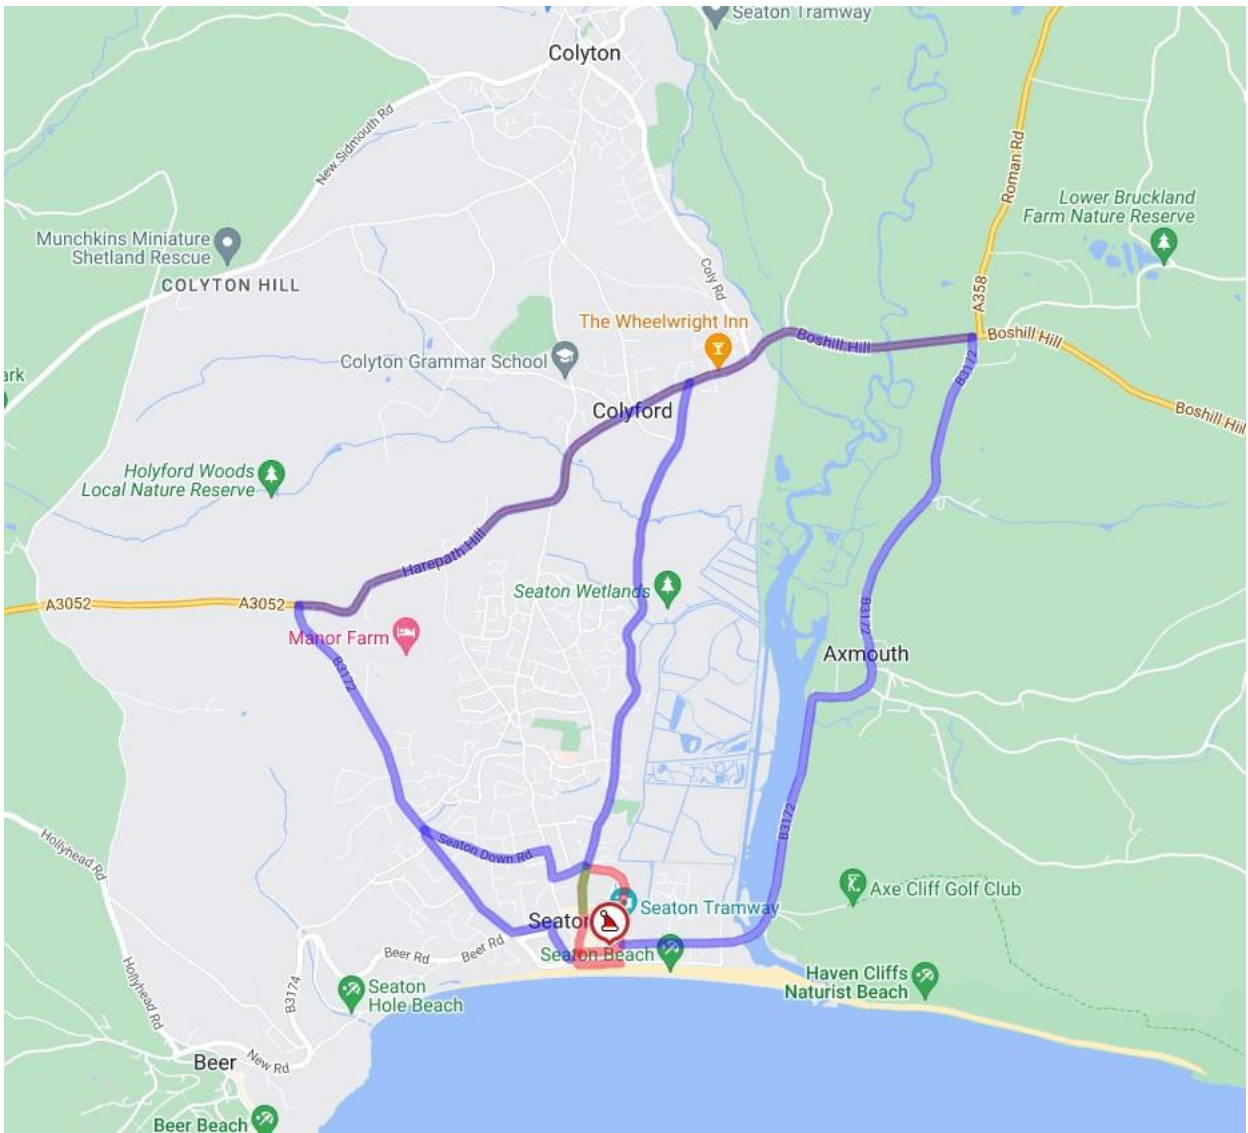 Seaton Tramway
Colyton
New Sidmouth Rd
Roman Rd
Lower Bruckland
Farm Nature Reserve
Munchkins Miniature
Shetland Rescue
COLYTON HILL
Coly Rd
A358
The Wheelwright Inn
Boshill Hill
Boshill Hill
Colyton Grammar School
B3172
ark
Colyford
Boshill Hill
Holyford Woods
Local Nature Reserve
Harepath Hill
Seaton Wetlands
A3052
A3052
B3172
Manor Farm
Axmouth
B3172
B3172
Seaton Down Rd
Hollyhead Rd
Axe Cliff Golf Club
Seaton Tramway
Seaton
Beer Rd
Beer Rd
Seaton Beach
Hollyhead Rd
B3174
Seaton
Hole Beach
Haven Cliffs
Naturist Beach
Beer
New Rd
Beer Beach